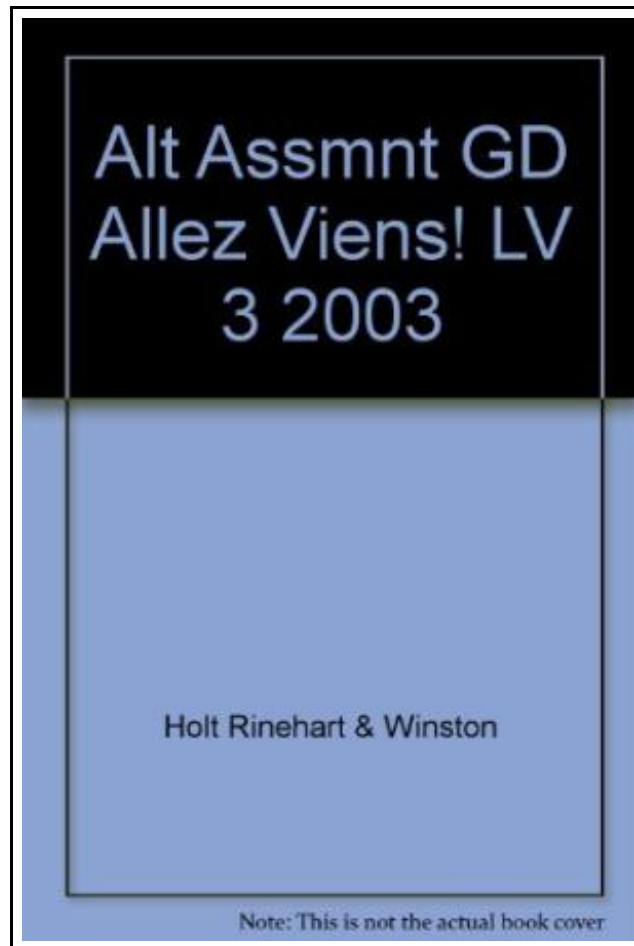 Alt Assmnt GD
Allez Viens! LV
3 2003
Holt Rinehart & Winston
Note: This is not the actual book cover